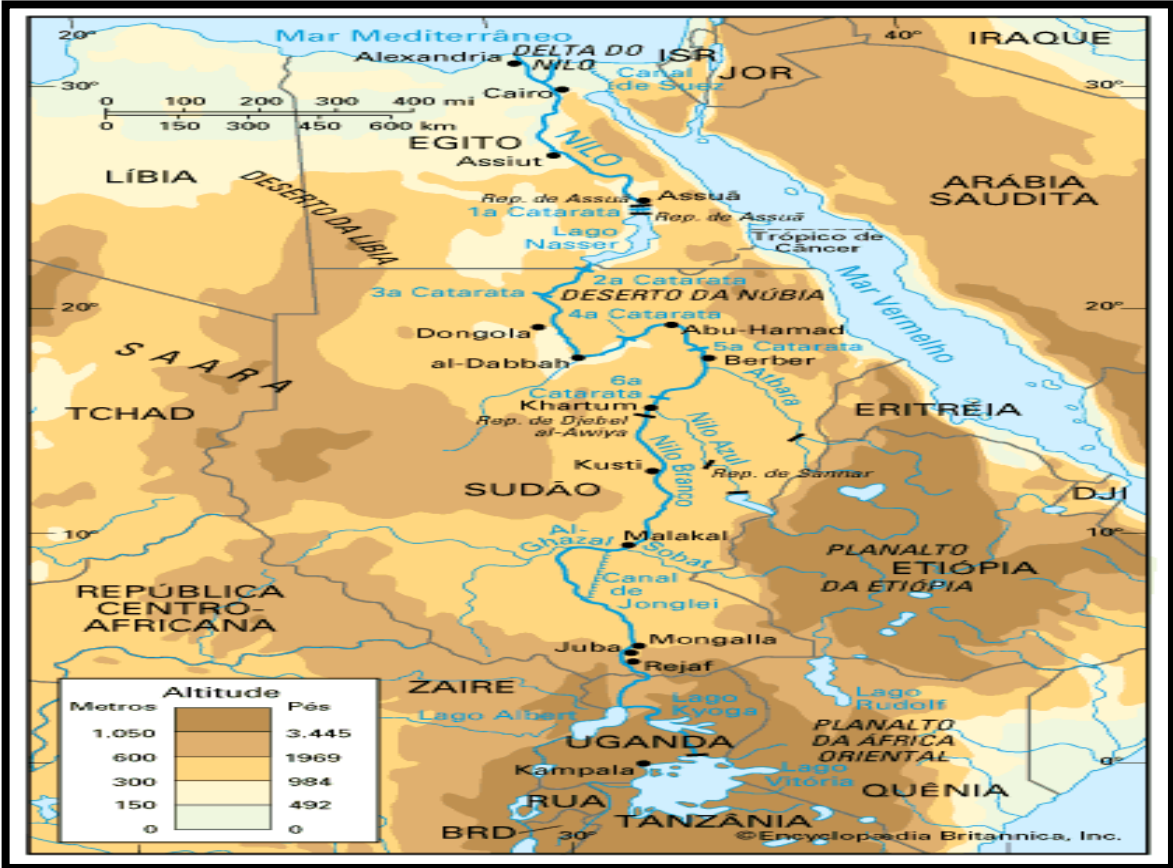 20°
Mar Mediterrâneo
40°
IRAQUE
Alexandria
DELTA DO
NILO
ISR
JOR
Canal
de Suez
30°
30°
Cairo
0 100 200 300 400 mi
0 150 300 450 600 km
EGITO
NILO
Assiut
LÍBIA
DESERTO DA LÍBIA
ARÁBIA
SAUDITA
Rep. de Assuã
Assuã
1a Catarata
Rep. de Assuã
Lago
Nasser
Trópico de
Câncer
Mar Vermelho
2a Catarata
3a Catarata
DESERTO DA NÚBIA
20°
20°
4a Catarata
Dongola
Abu-Hamad
5a Catarata
al-Dabbah
Berber
SAARA
6a
Catarata
Atbara
TCHAD
Khartum
ERITRÉIA
Rep. de Djebel
al-Awiya
Nilo Azul
Nilo Branco
Kusti
Rep. de Sannar
SUDÃO
DJI
10°
10°
Al-
Ghazal
Malakal
Sobat
PLANALTO
DA ETIÓPIA
ETIÓPIA
Canal
de
Jonglei
REPÚBLICA
CENTRO-
AFRICANA
Mongalla
Juba
Rejaf
ZAIRE
Lago
Kyoga
Lago
Rudolf
Lago Albert
PLANALTO
DA ÁFRICA
ORIENTAL
UGANDA
0°
Kampala
Lago
Vitória
QUÊNIA
RUA
TANZÂNIA
BRD
30°
©Encyclopædia Britannica, Inc.
Altitude
Metros Pés
1.050 3.445
600 1969
300 984
150 492
0 0